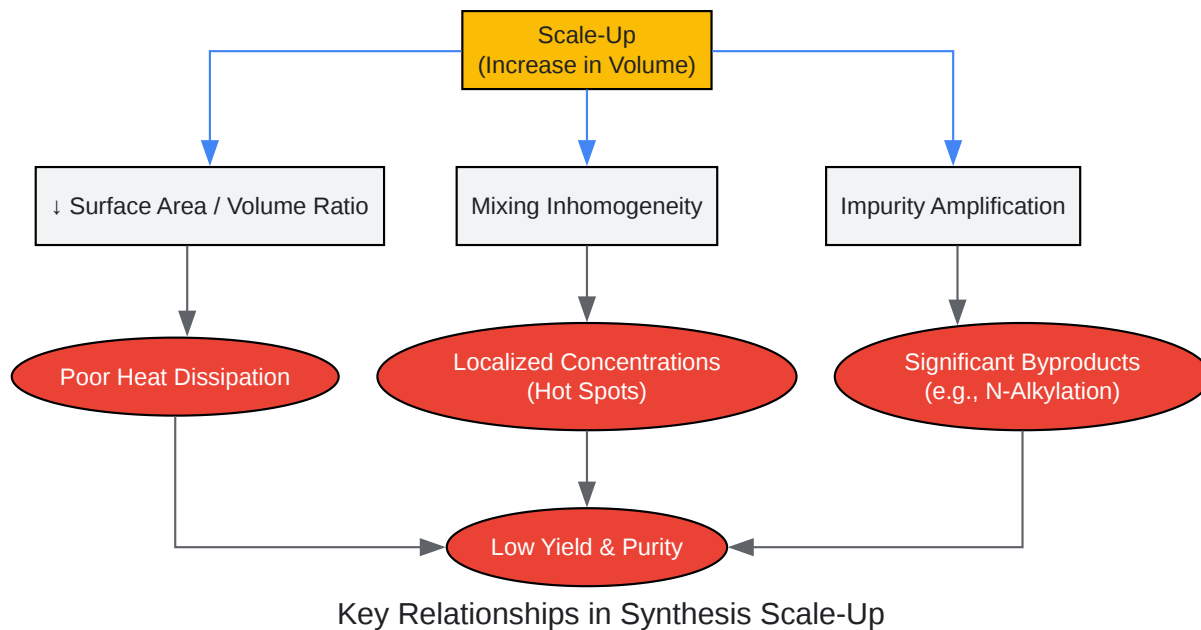 Scale-Up
(Increase in Volume)
↓ Surface Area / Volume Ratio
Mixing Inhomogeneity
Impurity Amplification
Poor Heat Dissipation
Localized Concentrations
(Hot Spots)
Significant Byproducts
(e.g., N-Alkylation)
Low Yield & Purity
Key Relationships in Synthesis Scale-Up